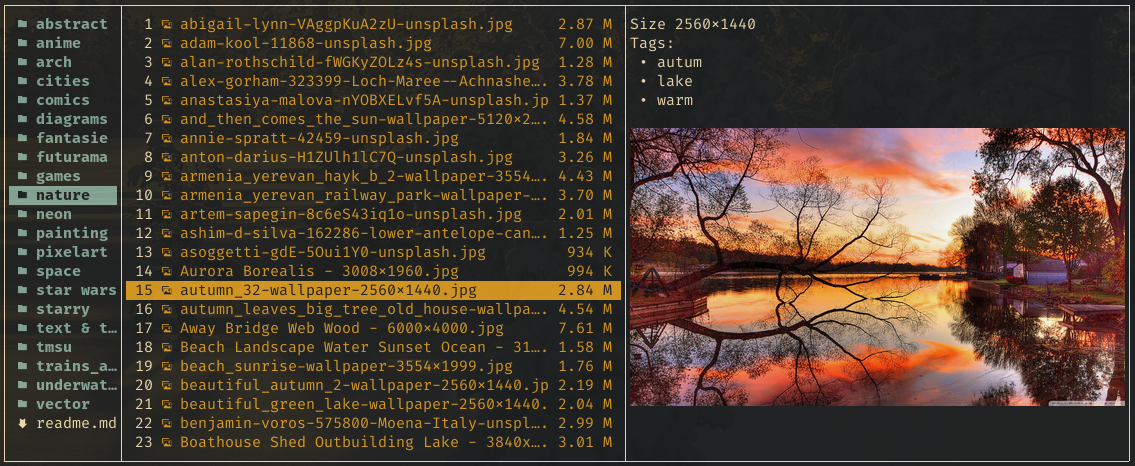 abstract
anime
arch
cities
comics
diagrams
fantasie
futurama
games
nature
neon
painting
pixelart
space
star wars
starry
text & t…
tmsu
trains_a…
underwat…
vector
readme.md
1 abigail-lynn-VAggpKuA2zU-unsplash.jpg 2.87 M
2 adam-kool-11868-unsplash.jpg 7.00 M
3 alan-rothschild-fWGKyZOLz4s-unsplash.jpg 1.28 M
4 alex-gorham-323399-Loch-Maree--Achnashe…. 3.78 M
5 anastasiya-malova-nYOBXELvf5A-unsplash.jp 1.37 M
6 and_then_comes_the_sun-wallpaper-5120×2…. 4.58 M
7 annie-spratt-42459-unsplash.jpg 1.84 M
8 anton-darius-H1ZUlh1lC7Q-unsplash.jpg 3.26 M
9 armenia_yerevan_hayk_b_2-wallpaper-3554…. 4.43 M
10 armenia_yerevan_railway_park-wallpaper-…. 3.70 M
11 artem-sapegin-8c6eS43iq1o-unsplash.jpg 2.01 M
12 ashim-d-silva-162286-lower-antelope-can…. 1.25 M
13 asoggetti-gdE-5Oui1Y0-unsplash.jpg 934 K
14 Aurora Borealis - 3008×1960.jpg 994 K
15 autumn_32-wallpaper-2560×1440.jpg 2.84 M
16 autumn_leaves_big_tree_old_house-wallpa…. 4.54 M
17 Away Bridge Web Wood - 6000×4000.jpg 7.61 M
18 Beach Landscape Water Sunset Ocean - 31…. 1.58 M
19 beach_sunrise-wallpaper-3554×1999.jpg 1.76 M
20 beautiful_autumn_2-wallpaper-2560×1440.jp 2.19 M
21 beautiful_green_lake-wallpaper-2560×1440. 2.04 M
22 benjamin-voros-575800-Moena-Italy-unspl…. 2.99 M
23 Boathouse Shed Outbuilding Lake - 3840x…. 3.01 M
Size 2560×1440
Tags:
• autum
• lake
• warm